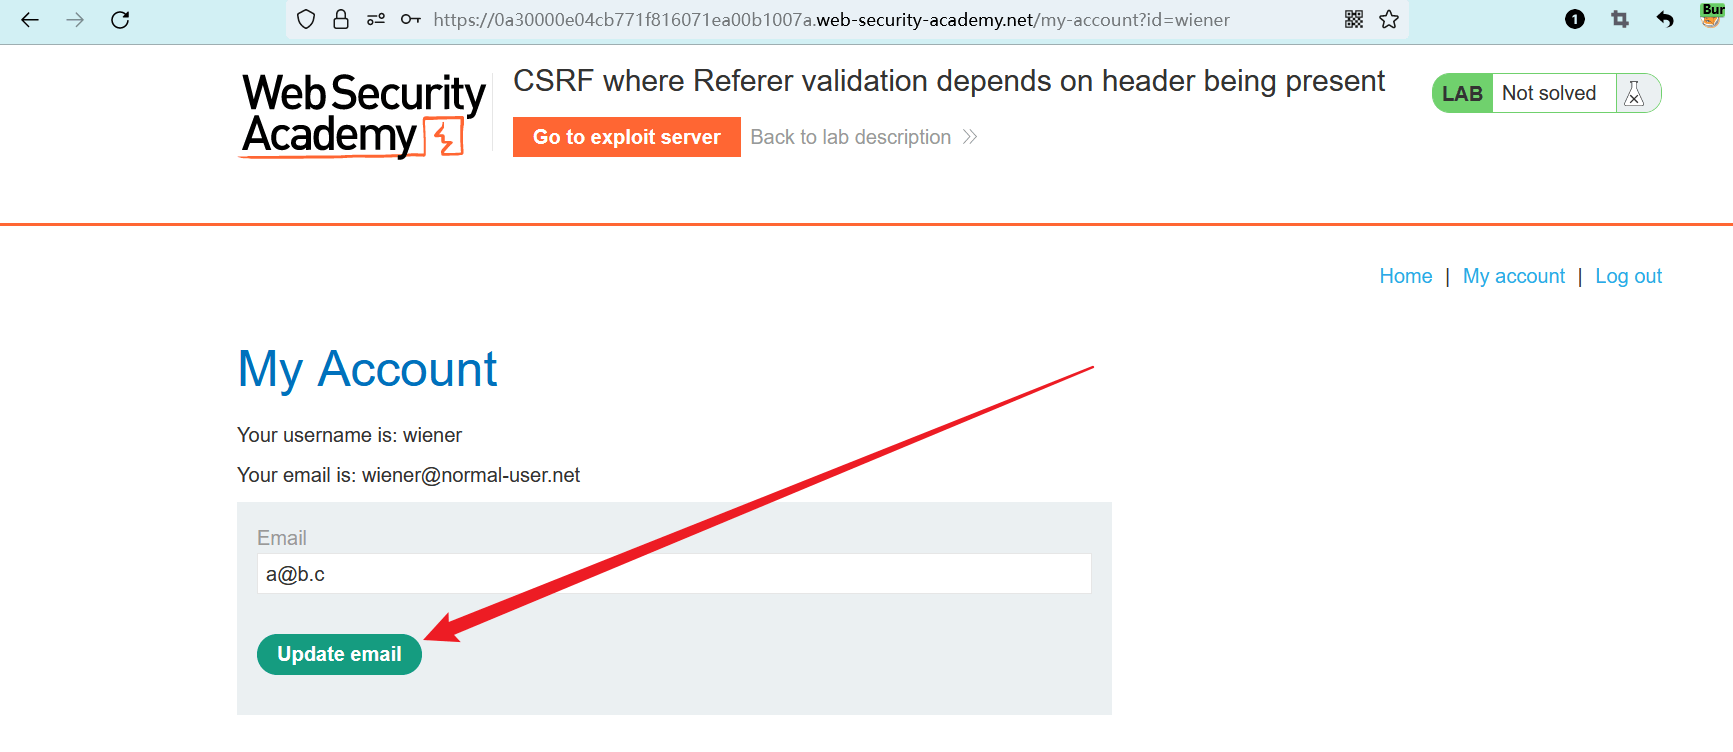 https://0a30000e04cb771f816071ea00b1007a.web-security-academy.net/my-account?id=wiener
1
Bur
Web Security
Academy
CSRF where Referer validation depends on header being present
Go to exploit server
Back to lab description
LAB
Not solved
Home | My account | Log out
My Account
Your username is: wiener
Your email is: wiener@normal-user.net
Email
a@b.c
Update email